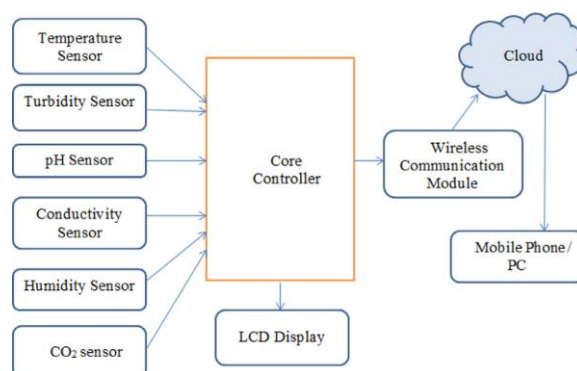 Temperature
Sensor
Turbidity Sensor
pH Sensor
Conductivity
Sensor
Humidity Sensor
CO₂ sensor
Core
Controller
LCD Display
Wireless
Communication
Module
Cloud
Mobile Phone /
PC